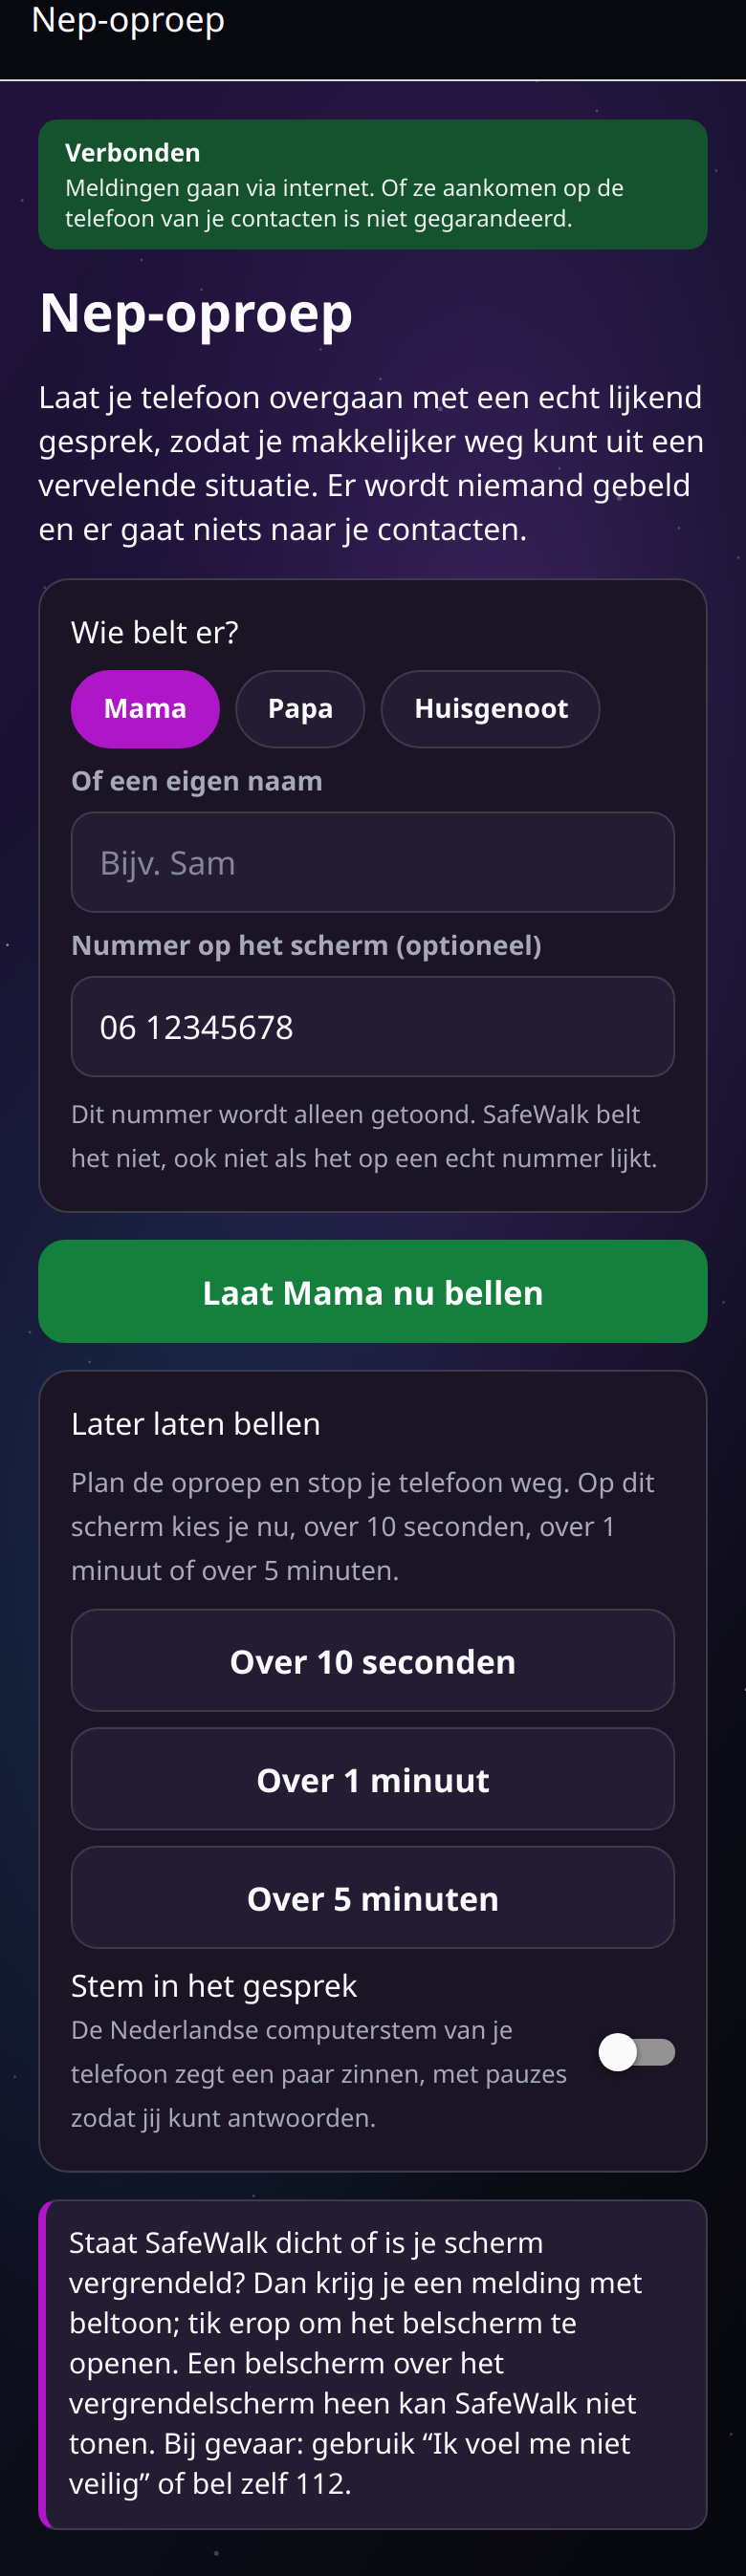 Nep-oproep
Verbonden
Meldingen gaan via internet. Of ze aankomen op de
telefoon van je contacten is niet gegarandeerd.
Nep-oproep
Laat je telefoon overgaan met een echt lijkend
gesprek, zodat je makkelijker weg kunt uit een
vervelende situatie. Er wordt niemand gebeld
en er gaat niets naar je contacten.
Wie belt er?
Mama Papa Huisgenoot
Of een eigen naam
Bijv. Sam
Nummer op het scherm (optioneel)
06 12345678
Dit nummer wordt alleen getoond. SafeWalk belt
het niet, ook niet als het op een echt nummer lijkt.
Laat Mama nu bellen
Later laten bellen
Plan de oproep en stop je telefoon weg. Op dit
scherm kies je nu, over 10 seconden, over 1
minuut of over 5 minuten.
Over 10 seconden
Over 1 minuut
Over 5 minuten
Stem in het gesprek
De Nederlandse computerstem van je
telefoon zegt een paar zinnen, met pauzes
zodat jij kunt antwoorden.
Staat SafeWalk dicht of is je scherm
vergrendeld? Dan krijg je een melding met
beltoon; tik erop om het belscherm te
openen. Een belscherm over het
vergrendelscherm heen kan SafeWalk niet
tonen. Bij gevaar: gebruik “Ik voel me niet
veilig” of bel zelf 112.